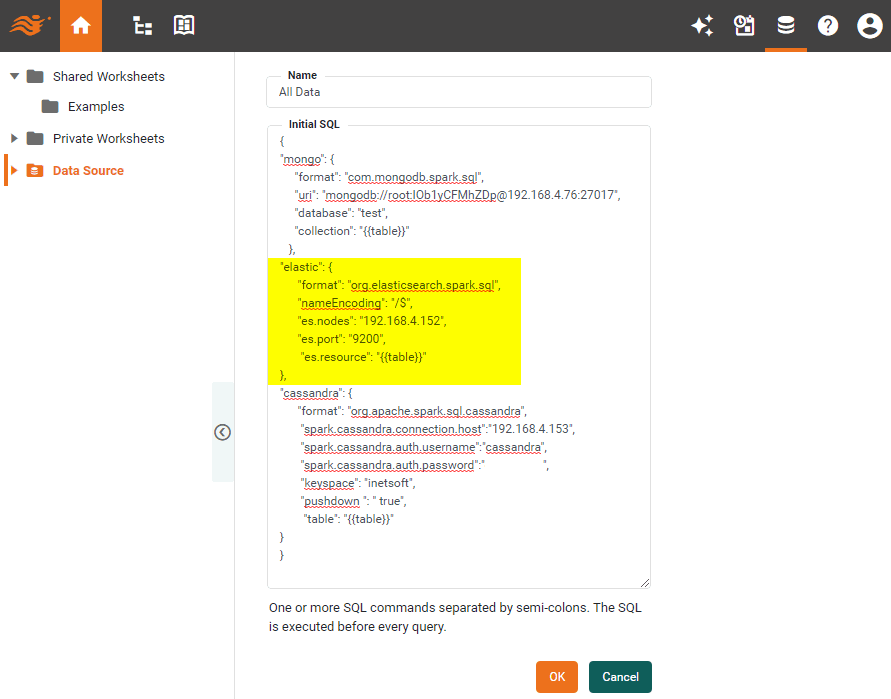 Shared Worksheets
Examples
Private Worksheets
Data Source
Name
All Data
Initial SQL
{
"mongo": {
"format": "com.mongodb.spark.sql",
"uri": "mongodb://root:IOb1yCFMhZDp@192.168.4.76:27017",
"database": "test",
"collection": "{{table}}"
},
"elastic": {
"format": "org.elasticsearch.spark.sql",
"nameEncoding": "/$",
"es.nodes": "192.168.4.152",
"es.port": "9200",
"es.resource": "{{table}}"
},
"cassandra": {
"format": "org.apache.spark.sql.cassandra",
"spark.cassandra.connection.host":"192.168.4.153",
"spark.cassandra.auth.username":"cassandra",
"spark.cassandra.auth.password":" ",
"keyspace": "inetsoft",
"pushdown ": " true",
"table": "{{table}}"
}
}
One or more SQL commands separated by semi-colons. The SQL
is executed before every query.
OK
Cancel